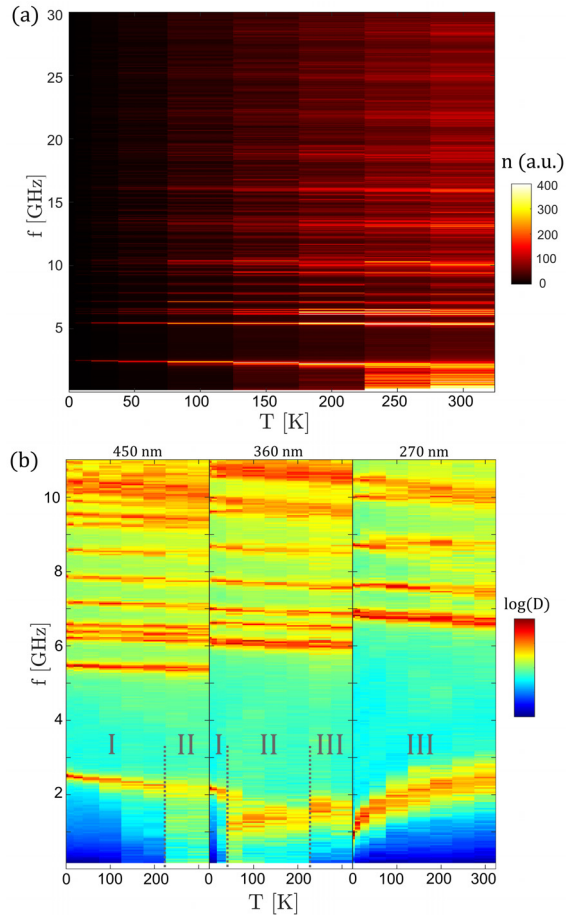 (a)
30
25
20
15
10
5
f [GHz]
0 50 100 150 200 250 300
T [K]
n (a.u.)
400
300
200
100
0
(b)
450 nm 360 nm 270 nm
10
8
6
4
2
f [GHz]
I II I II III III
0 100 200 0 100 200 0 100 200 300
T [K]
log(D)